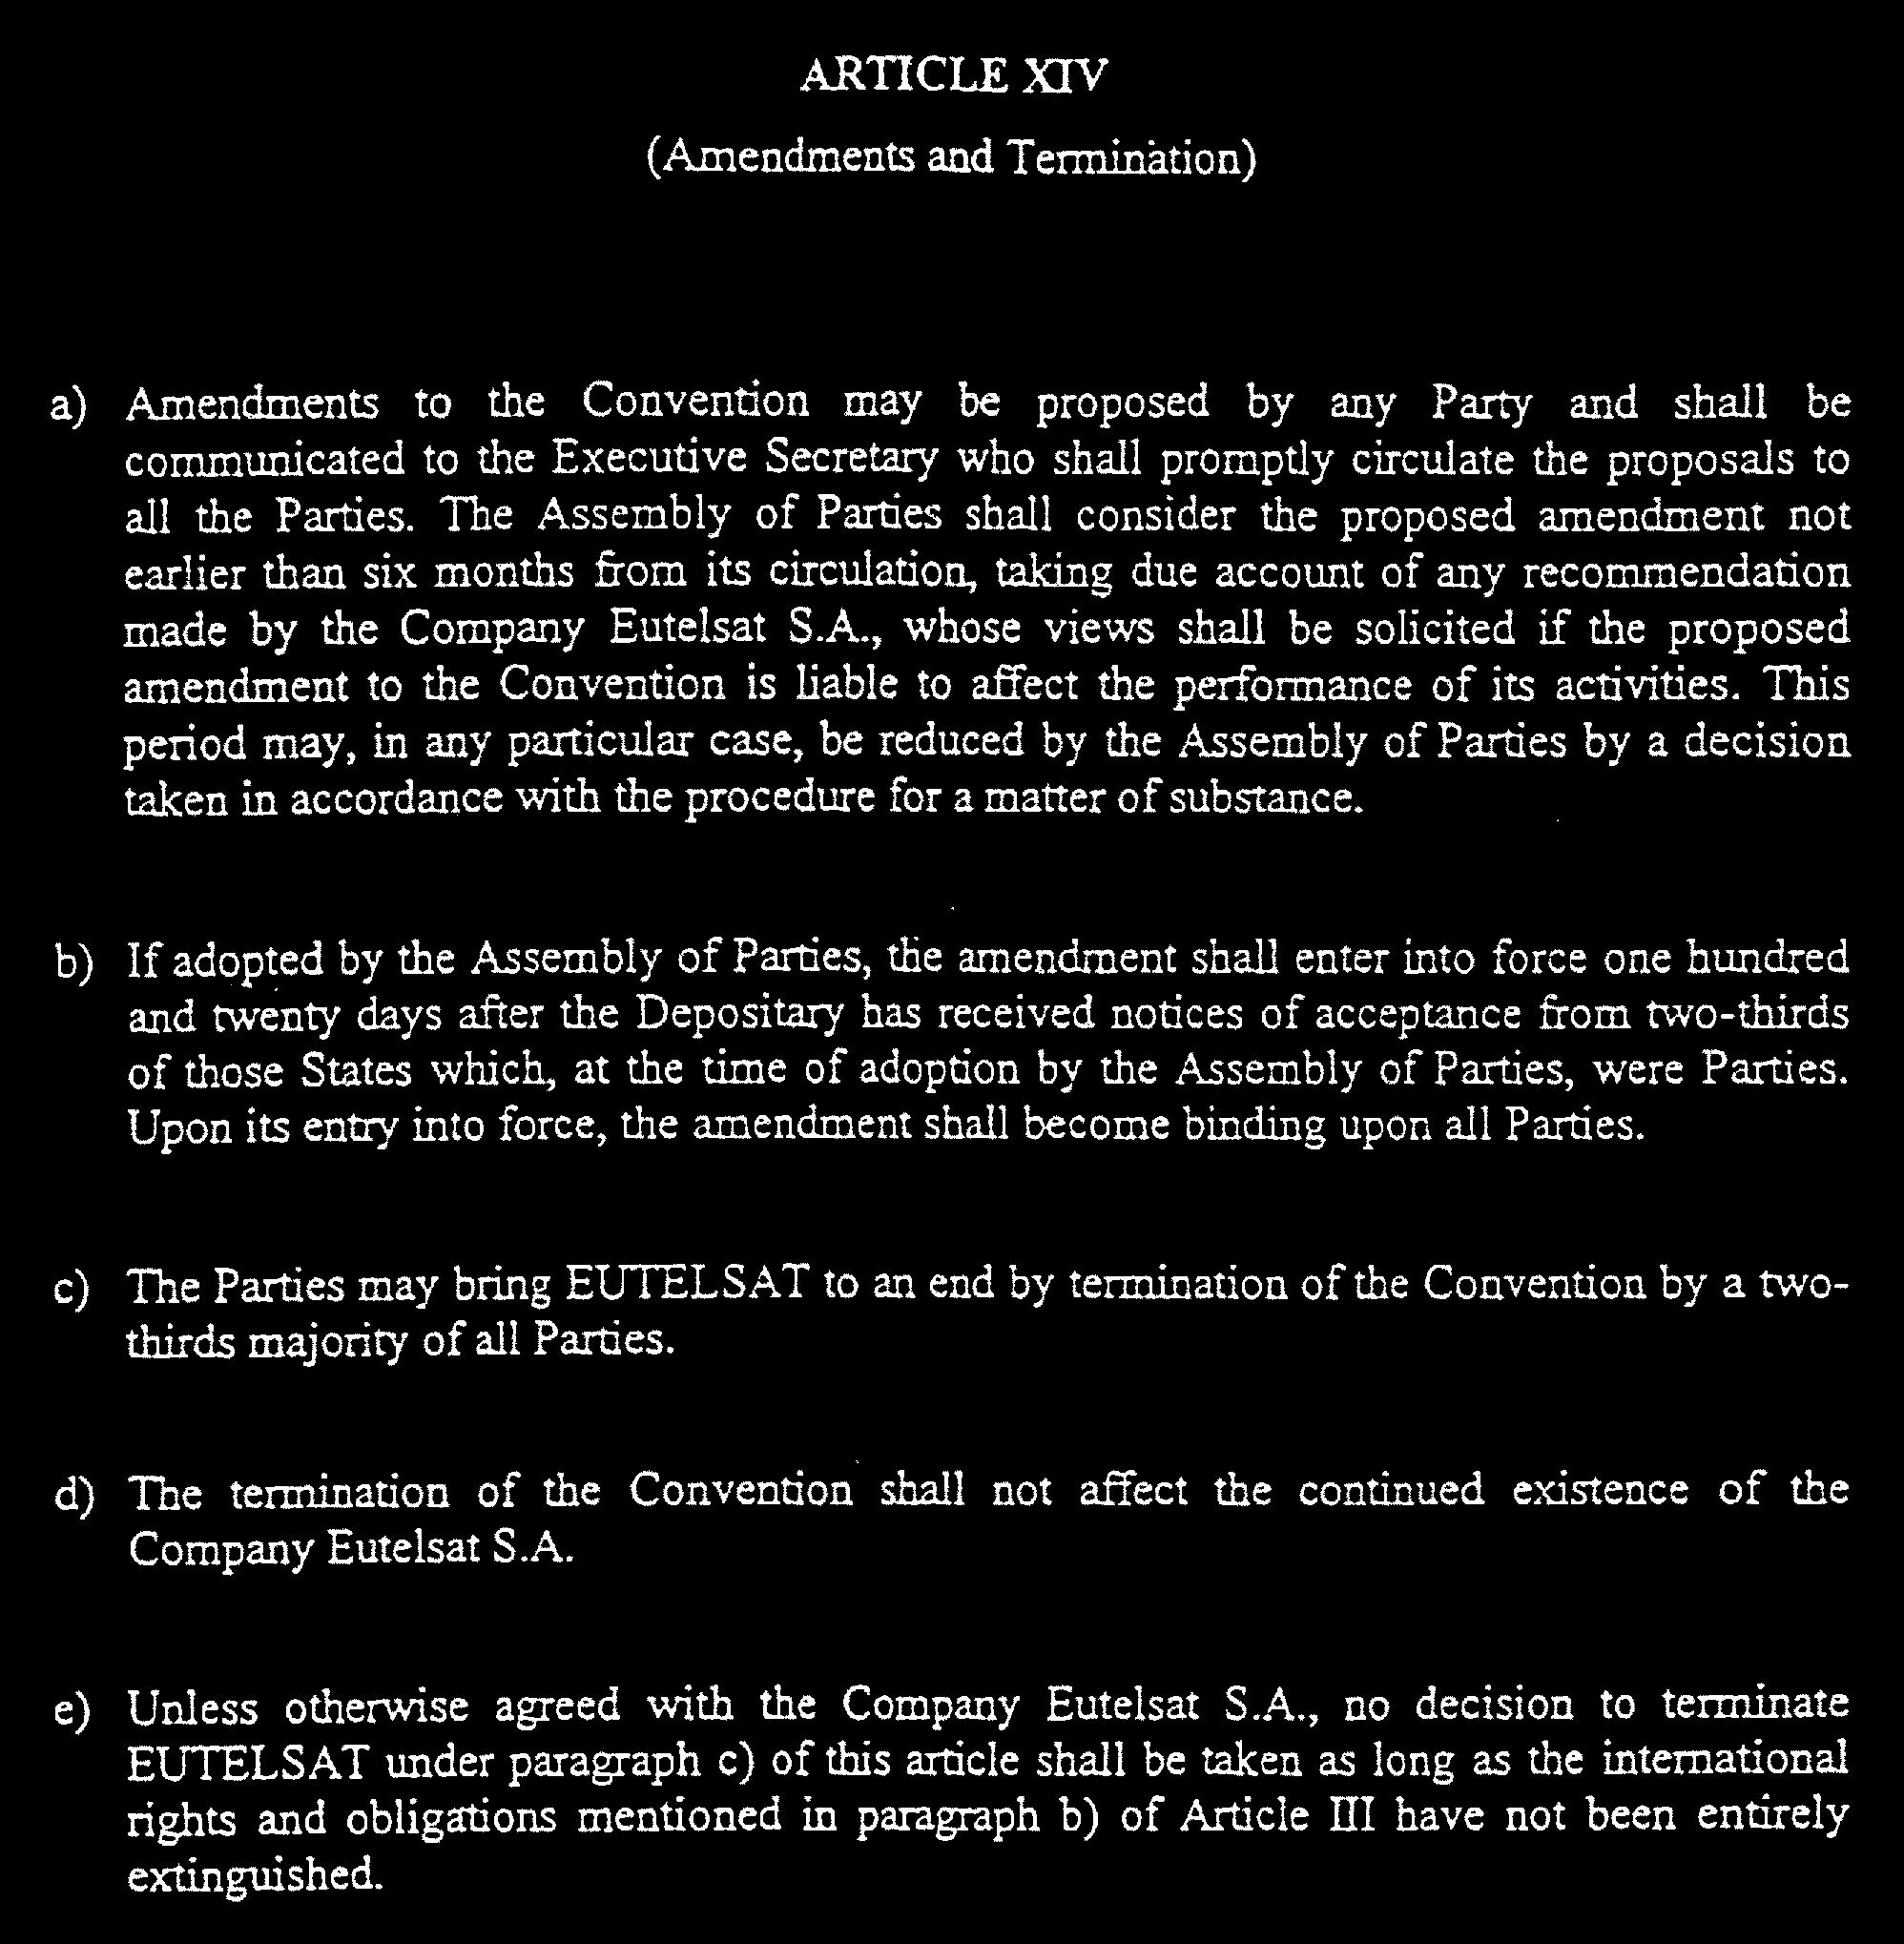 ARTICLE XIV
(Amendments and Termination)
a) Amendments to the Convention may be proposed by any Party and shall be
communicated to the Executive Secretary who shall promptly circulate the proposals to
all the Parties. The Assembly of Parties shall consider the proposed amendment not
earlier than six months from its circulation, taking due account of any recommendation
made by the Company Eutelsat S.A., whose views shall be solicited if the proposed
amendment to the Convention is liable to affect the performance of its activities. This
period may, in any particular case, be reduced by the Assembly of Parties by a decision
taken in accordance with the procedure for a matter of substance.
b) If adopted by the Assembly of Parties, the amendment shall enter into force one hundred
and twenty days after the Depositary has received notices of acceptance from two-thirds
of those States which, at the time of adoption by the Assembly of Parties, were Parties.
Upon its entry into force, the amendment shall become binding upon all Parties.
c) The Parties may bring EUTELSAT to an end by termination of the Convention by a two-
thirds majority of all Parties.
d) The termination of the Convention shall not affect the continued existence of the
Company Eutelsat S.A.
e) Unless otherwise agreed with the Company Eutelsat S.A., no decision to terminate
EUTELSAT under paragraph c) of this article shall be taken as long as the international
rights and obligations mentioned in paragraph b) of Article III have not been entirely
extinguished.